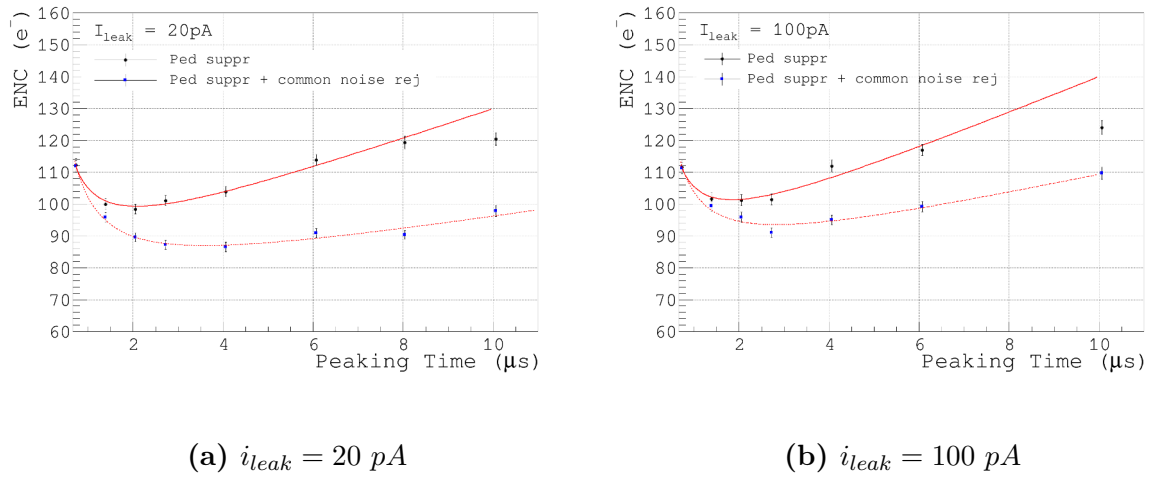 ENC (e⁻)
160
150
140
130
120
110
100
90
80
70
60
I_leak = 20pA
Ped suppr
Ped suppr + common noise rej
2 4 6 8 10
Peaking Time (μs)
ENC (e⁻)
160
150
140
130
120
110
100
90
80
70
60
I_leak = 100pA
Ped suppr
Ped suppr + common noise rej
2 4 6 8 10
Peaking Time (μs)
(a) i_leak = 20 pA
(b) i_leak = 100 pA